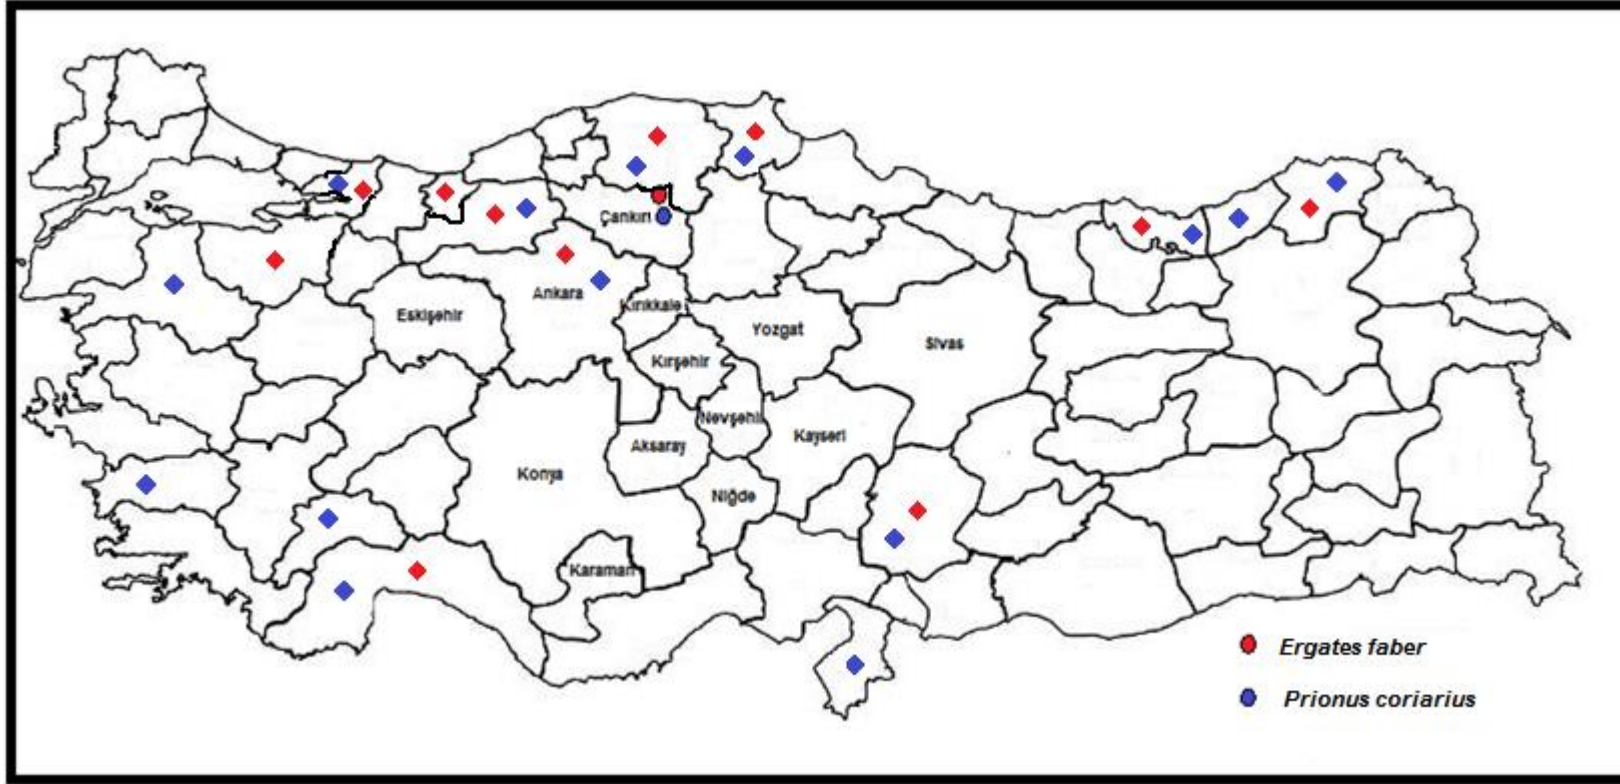 Çankırı
Ankara
Kırıkkale
Eskişehir
Yozgat
Sivas
Kırşehir
Nevşehir
Kayseri
Aksaray
Konya
Niğde
Karaman
Ergates faber
Prionus coriarius